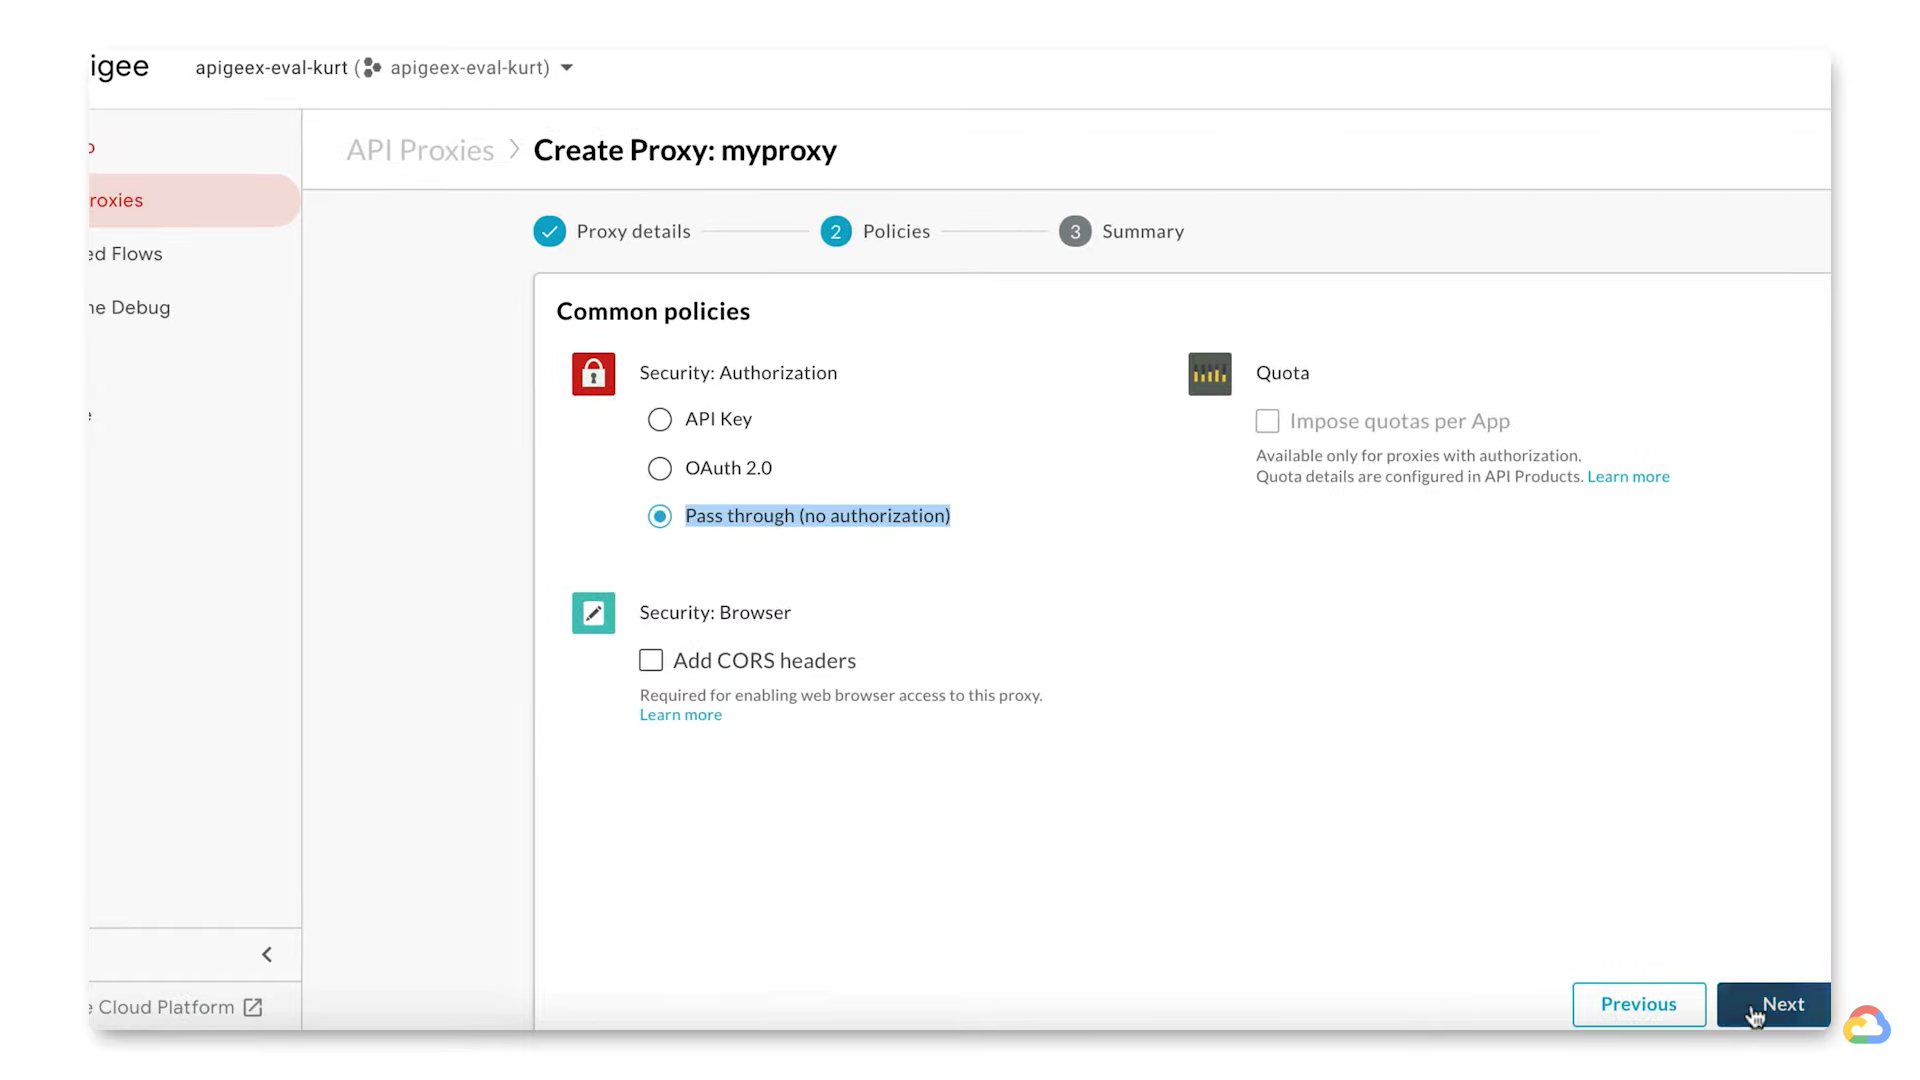 igee
apigeex-eval-kurt ( apigeex-eval-kurt)
API Proxies > Create Proxy: myproxy
roxies
ed Flows
ne Debug
Proxy details
2 Policies
3 Summary
Common policies
Security: Authorization
API Key
OAuth 2.0
Pass through (no authorization)
Quota
Impose quotas per App
Available only for proxies with authorization.
Quota details are configured in API Products. Learn more
Security: Browser
Add CORS headers
Required for enabling web browser access to this proxy.
Learn more
e Cloud Platform
Previous
Next